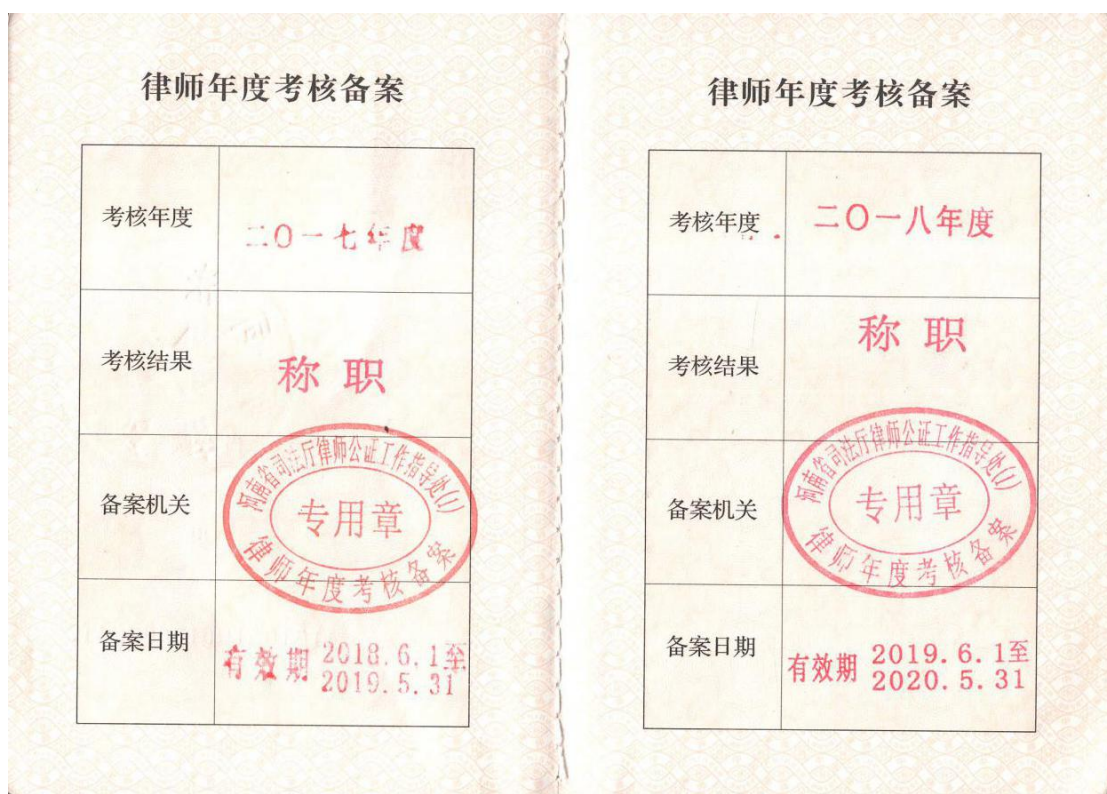 律师年度考核备案
考核年度
二〇一七年度
考核结果
称职
备案机关
河南省司法厅律师公证工作指导处(1)
专用章
律师年度考核备案
备案日期
有效期 2018.6.1至
2019.5.31
律师年度考核备案
考核年度
二〇一八年度
考核结果
称职
备案机关
河南省司法厅律师公证工作指导处(1)
专用章
律师年度考核备案
备案日期
有效期 2019.6.1至
2020.5.31